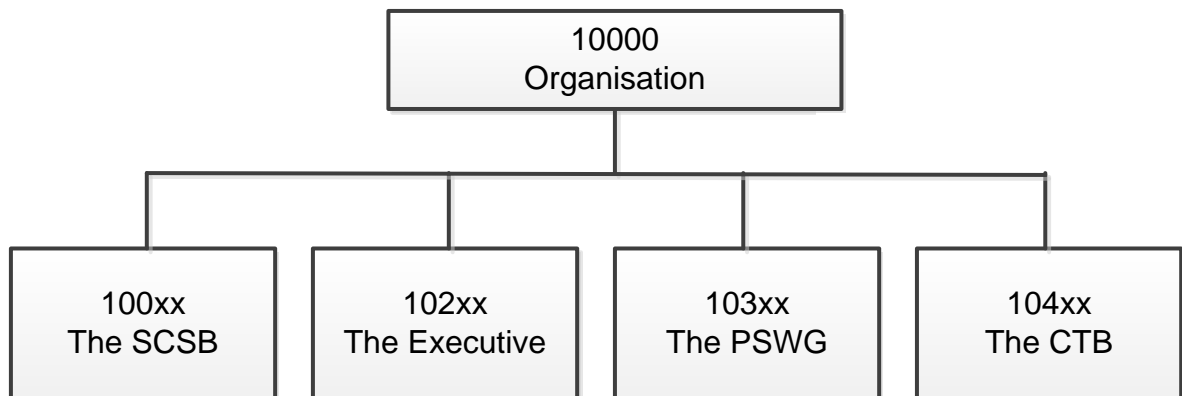 10000
Organisation
100xx
The SCSB
102xx
The Executive
103xx
The PSWG
104xx
The CTB